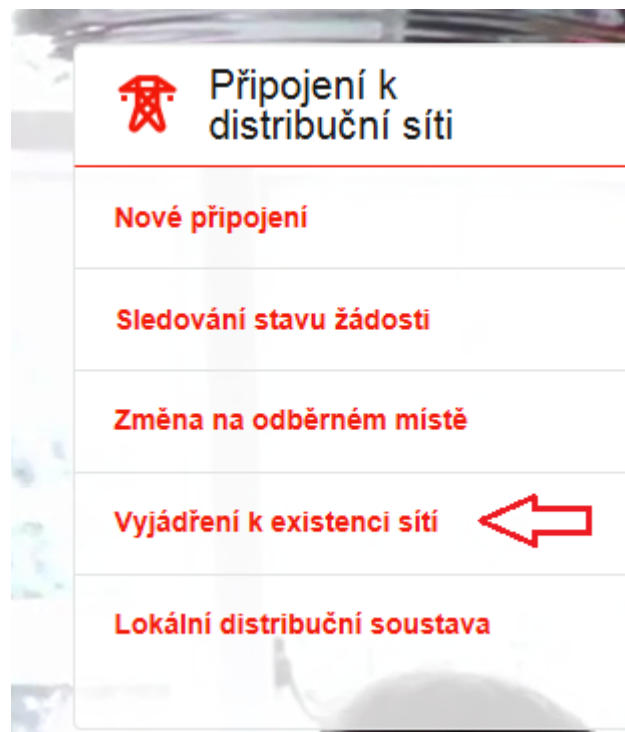 Připojení k
distribuční síti
Nové připojení
Sledování stavu žádosti
Změna na odběrném místě
Vyjádření k existenci sítí
Lokální distribuční soustava